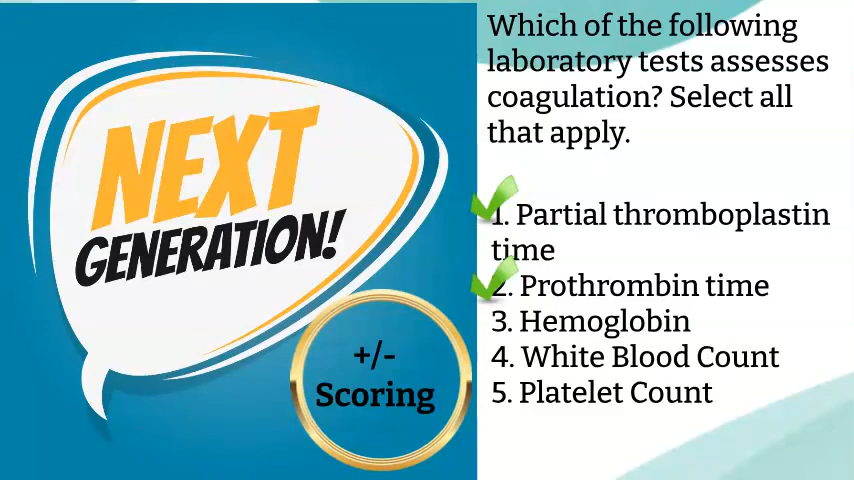 NEXT
GENERATION!
+/-
Scoring
Which of the following
laboratory tests assesses
coagulation? Select all
that apply.
1. Partial thromboplastin
time
2. Prothrombin time
3. Hemoglobin
4. White Blood Count
5. Platelet Count